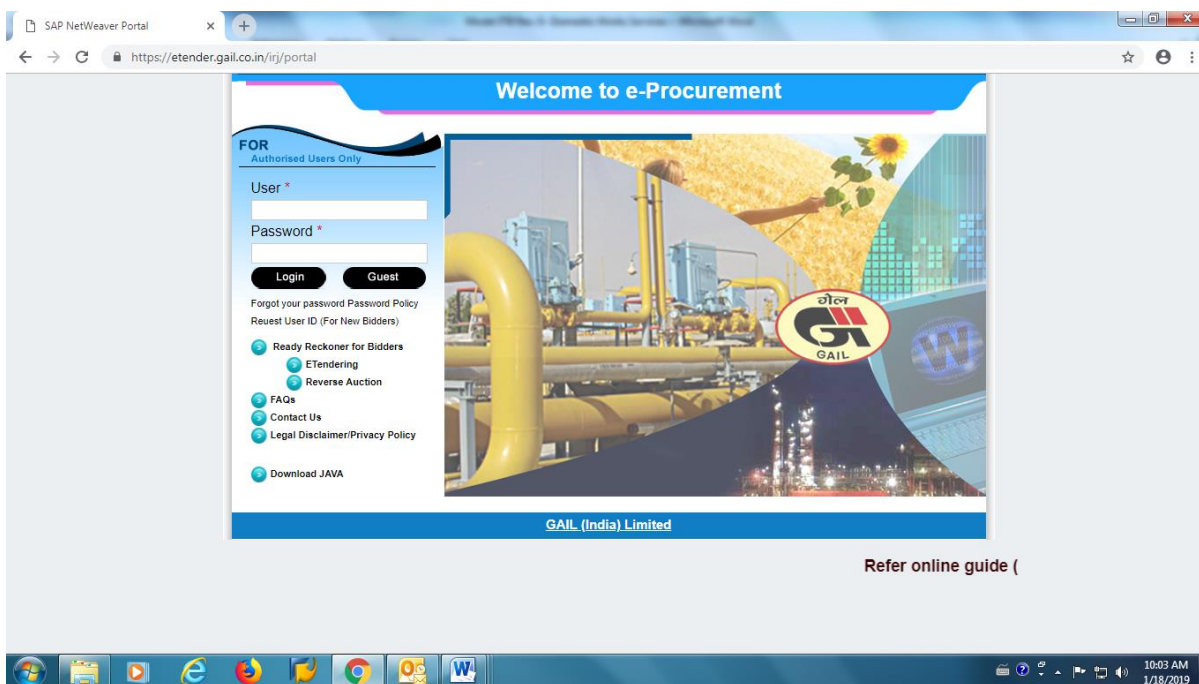 SAP NetWeaver Portal
https://etender.gail.co.in/irj/portal
Welcome to e-Procurement
FOR
Authorised Users Only
User *
Password *
Login Guest
Forgot your password Password Policy
Reuest User ID (For New Bidders)
Ready Reckoner for Bidders
ETendering
Reverse Auction
FAQs
Contact Us
Legal Disclaimer/Privacy Policy
Download JAVA
गेल
GAIL
W
GAIL (India) Limited
Refer online guide (
10:03 AM
1/18/2019